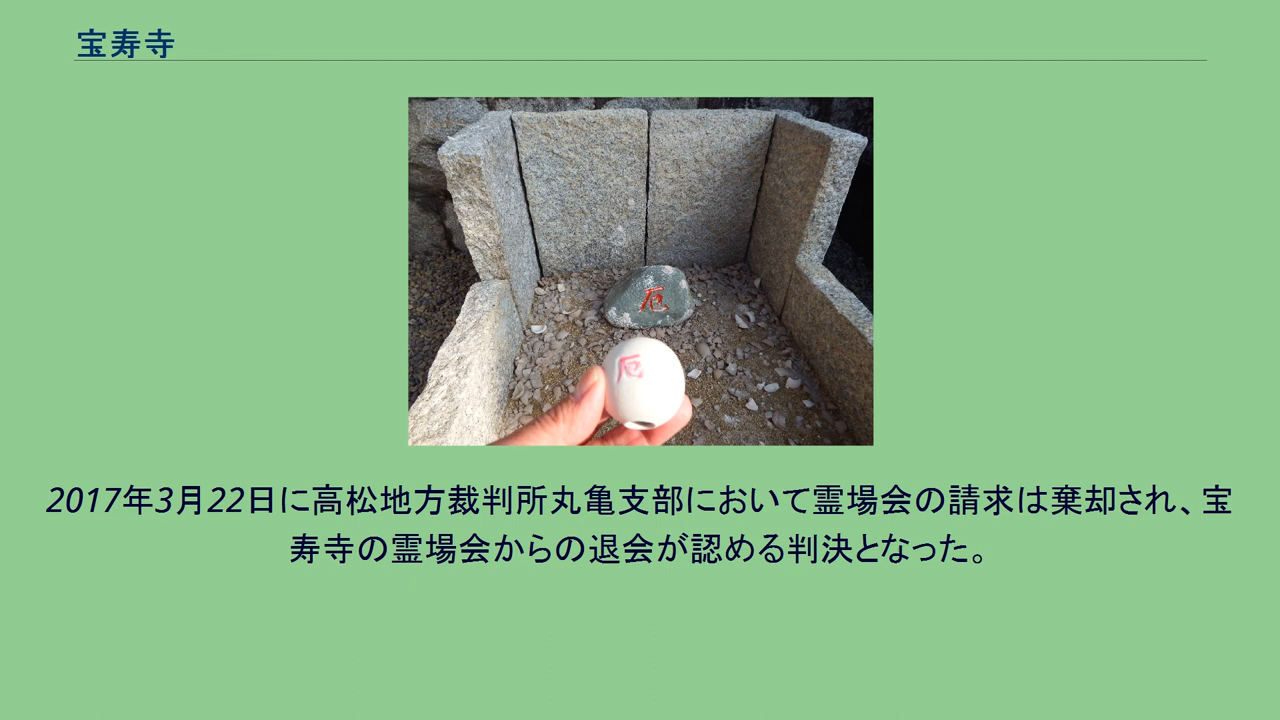 宝寿寺
厄
厄
2017年3月22日に高松地方裁判所丸亀支部において霊場会の請求は棄却され、宝
寿寺の霊場会からの退会が認める判決となった。